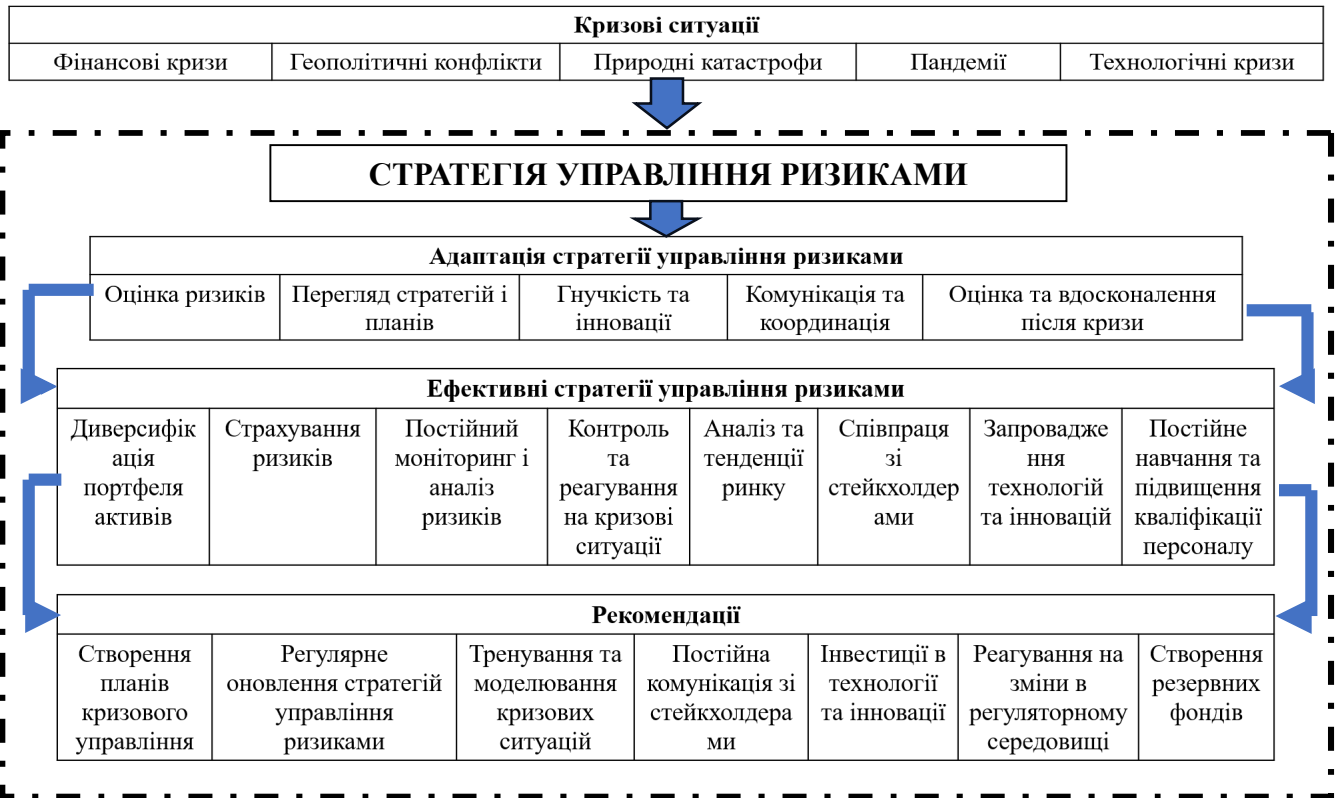 Кризові ситуації
Фінансові кризи
Геополітичні конфлікти
Природні катастрофи
Пандемії
Технологічні кризи
СТРАТЕГІЯ УПРАВЛІННЯ РИЗИКАМИ
Адаптація стратегії управління ризиками
Оцінка ризиків
Перегляд стратегій і
планів
Гнучкість та
інновації
Комунікація та
координація
Оцінка та вдосконалення
після кризи
Ефективні стратегії управління ризиками
Диверсифік
ація
портфеля
активів
Страхування
ризиків
Постійний
моніторинг і
аналіз
ризиків
Контроль
та
реагування
на кризові
ситуації
Аналіз та
тенденції
ринку
Співпраця
зі
стейкхолдер
ами
Запровадже
ення
технологій
та інновацій
Постійне
навчання та
підвищення
кваліфікації
персоналу
Рекомендації
Створення
планів
кризового
управління
Регулярне
оновлення стратегій
управління
ризиками
Тренування та
моделювання
кризових
ситуацій
Постійна
комунікація зі
стейкхолдера
ми
Інвестиції в
технології
та інновації
Реагування на
зміни в
регуляторному
середовищі
Створення
резервних
фондів